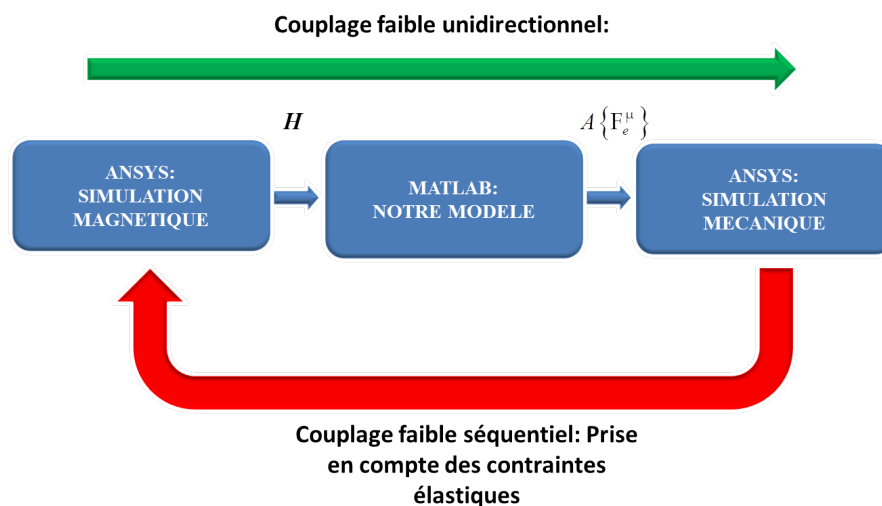 Couplage faible unidirectionnel:
H
A{F_e^μ}
ANSYS:
SIMULATION
MAGNETIQUE
MATLAB:
NOTRE MODELE
ANSYS:
SIMULATION
MECANIQUE
Couplage faible séquentiel: Prise
en compte des contraintes
élastiques